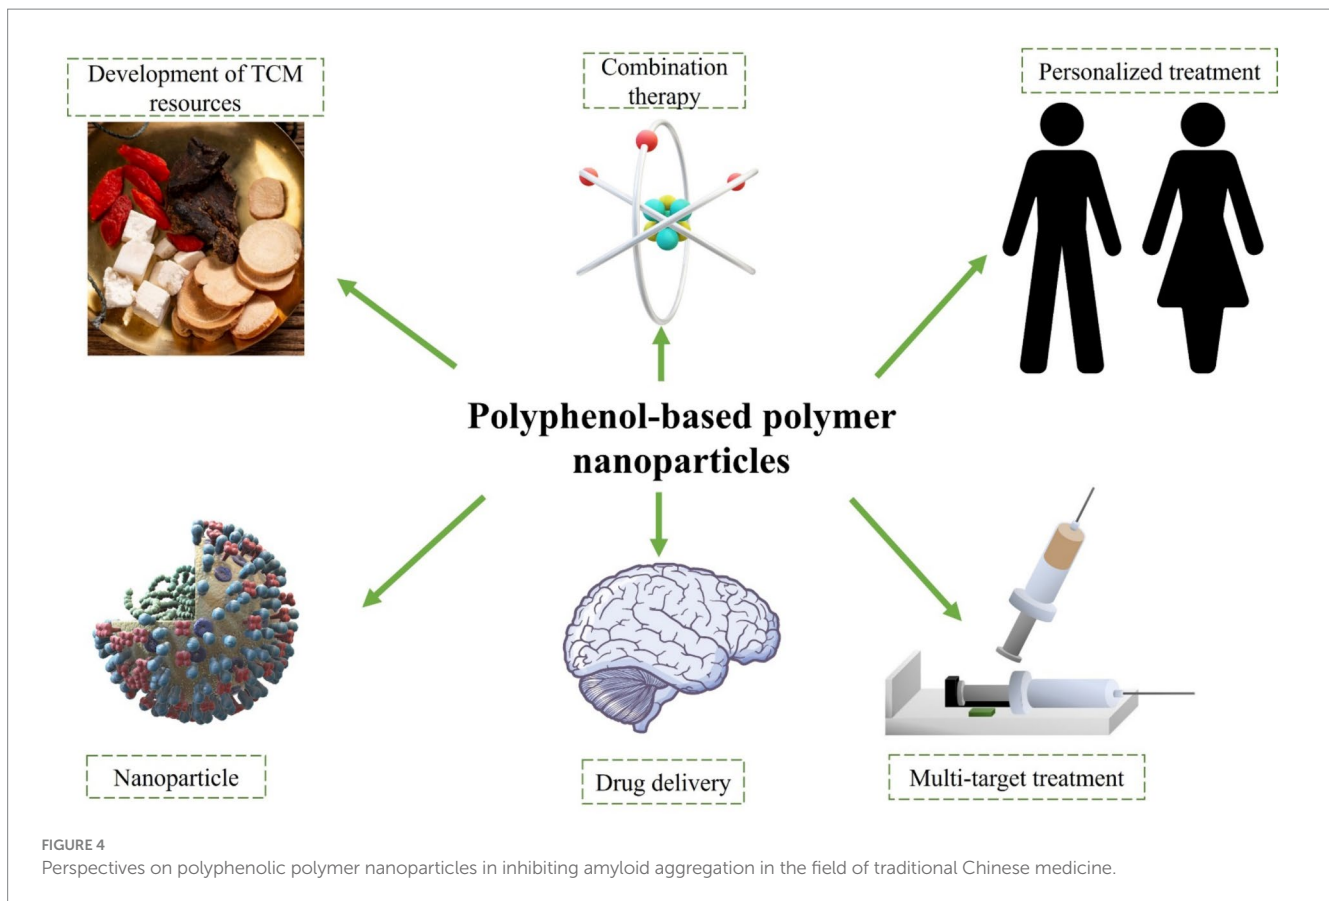 Development of TCM
resources
Combination
therapy
Personalized treatment
Polyphenol-based polymer
nanoparticles
Nanoparticle
Drug delivery
Multi-target treatment
FIGURE 4
Perspectives on polyphenolic polymer nanoparticles in inhibiting amyloid aggregation in the field of traditional Chinese medicine.